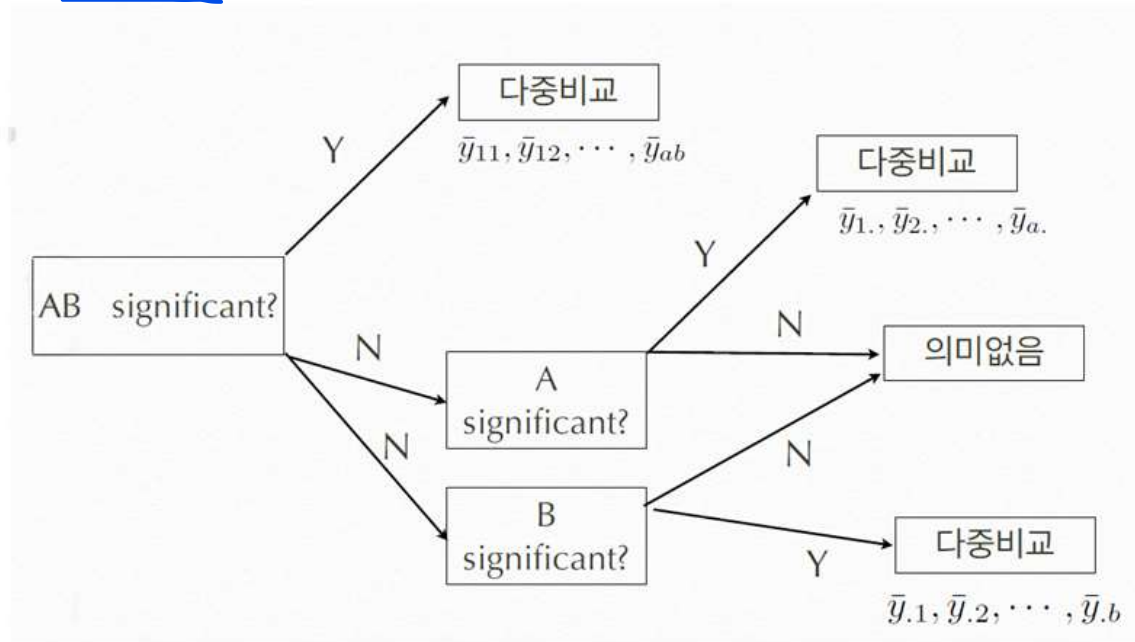 다중비교
ȳ₁₁, ȳ₁₂, ⋯ , ȳₐb
Y
다중비교
ȳ₁., ȳ₂., ⋯ , ȳₐ.
Y
AB significant?
N
N
의미없음
A
significant?
N
N
B
significant?
다중비교
Y
ȳ.₁, ȳ.₂, ⋯ , ȳ.b